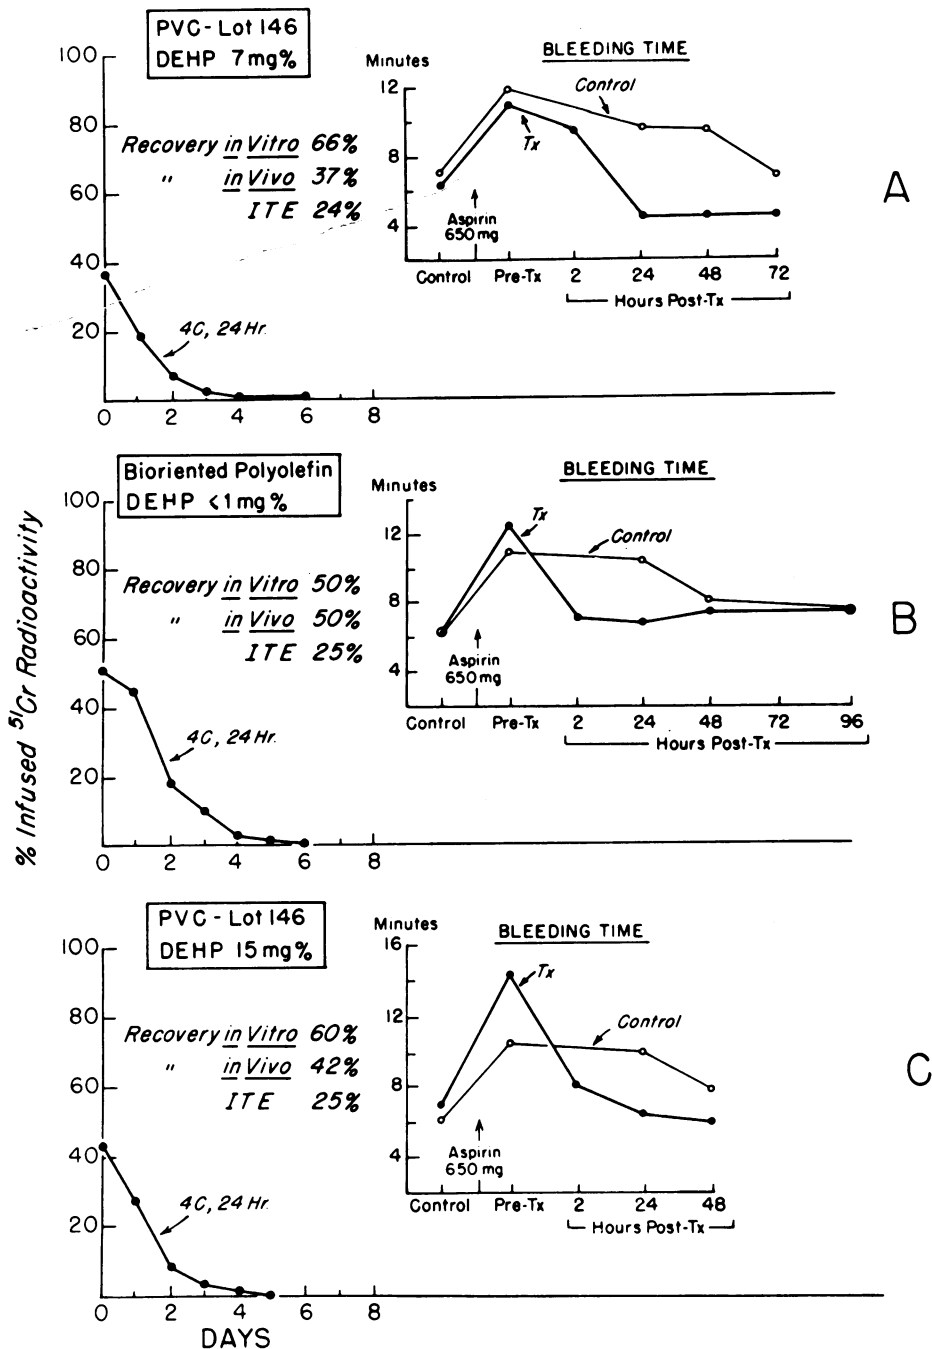 PVC-Lot 146
DEHP 7mg%
Recovery in Vitro 66%
" in Vivo 37%
ITE 24%
100
80
60
40
20
0 2 4 6 8
4C, 24 Hr.
BLEEDING TIME
Minutes
12
8
4
Control
Tx
Aspirin
650 mg
Control Pre-Tx 2 24 48 72
Hours Post-Tx
A
Bioriented Polyolefin
DEHP <1mg%
Recovery in Vitro 50%
" in Vivo 50%
ITE 25%
100
80
60
40
20
0 2 4 6 8
4C, 24 Hr.
BLEEDING TIME
Minutes
12
8
4
Tx
Control
Aspirin
650 mg
Control Pre-Tx 2 24 48 72 96
Hours Post-Tx
B
% Infused 51Cr Radioactivity
PVC - Lot 146
DEHP 15mg%
Recovery in Vitro 60%
" in Vivo 42%
ITE 25%
100
80
60
40
20
0 2 4 6 8
DAYS
4C, 24 Hr.
BLEEDING TIME
Minutes
16
12
8
4
Tx
Control
Aspirin
650 mg
Control Pre-Tx 2 24 48
Hours Post-Tx
C